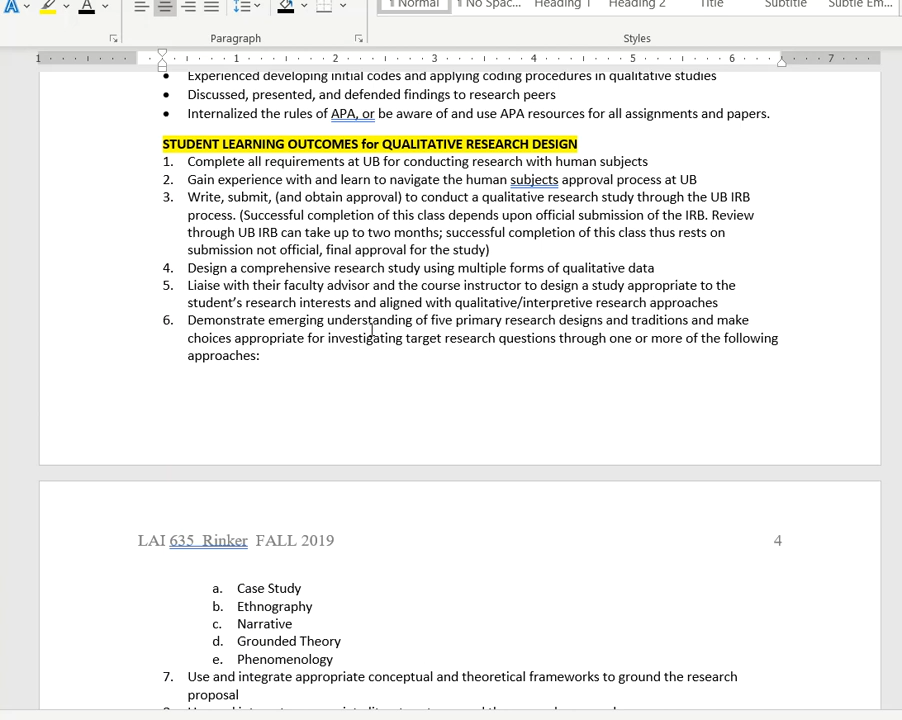 A A
¶ Normal ¶ No Spac... Heading 1 Heading 2 Title Subtitle Subtle Em...
Paragraph Styles
1 1 2 3 4 5 6 7
• Experienced developing initial codes and applying coding procedures in qualitative studies
• Discussed, presented, and defended findings to research peers
• Internalized the rules of APA, or be aware of and use APA resources for all assignments and papers.
STUDENT LEARNING OUTCOMES for QUALITATIVE RESEARCH DESIGN
1. Complete all requirements at UB for conducting research with human subjects
2. Gain experience with and learn to navigate the human subjects approval process at UB
3. Write, submit, (and obtain approval) to conduct a qualitative research study through the UB IRB
process. (Successful completion of this class depends upon official submission of the IRB. Review
through UB IRB can take up to two months; successful completion of this class thus rests on
submission not official, final approval for the study)
4. Design a comprehensive research study using multiple forms of qualitative data
5. Liaise with their faculty advisor and the course instructor to design a study appropriate to the
student's research interests and aligned with qualitative/interpretive research approaches
6. Demonstrate emerging understanding of five primary research designs and traditions and make
choices appropriate for investigating target research questions through one or more of the following
approaches:
LAI 635 Rinker FALL 2019 4
a. Case Study
b. Ethnography
c. Narrative
d. Grounded Theory
e. Phenomenology
7. Use and integrate appropriate conceptual and theoretical frameworks to ground the research
proposal